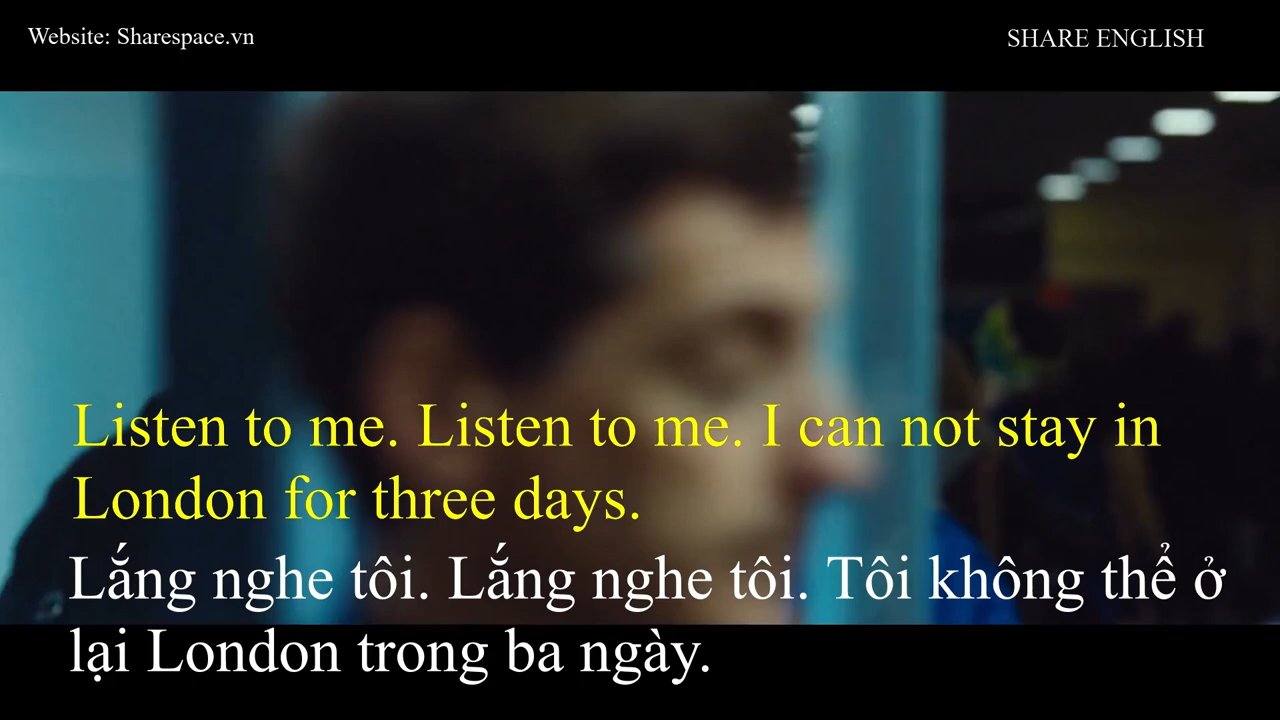 Website: Sharespace.vn
SHARE ENGLISH
Listen to me. Listen to me. I can not stay in
London for three days.
Lắng nghe tôi. Lắng nghe tôi. Tôi không thể ở
lại London trong ba ngày.